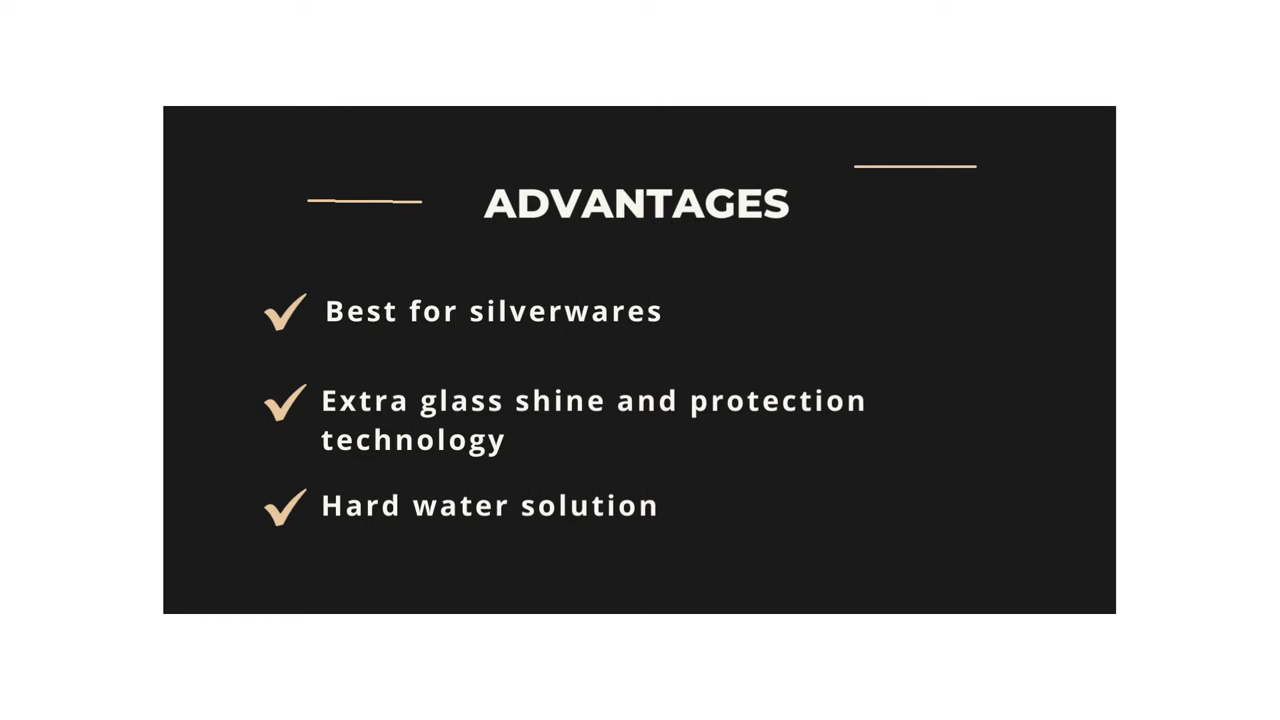 ADVANTAGES
Best for silverwares
Extra glass shine and protection
technology
Hard water solution